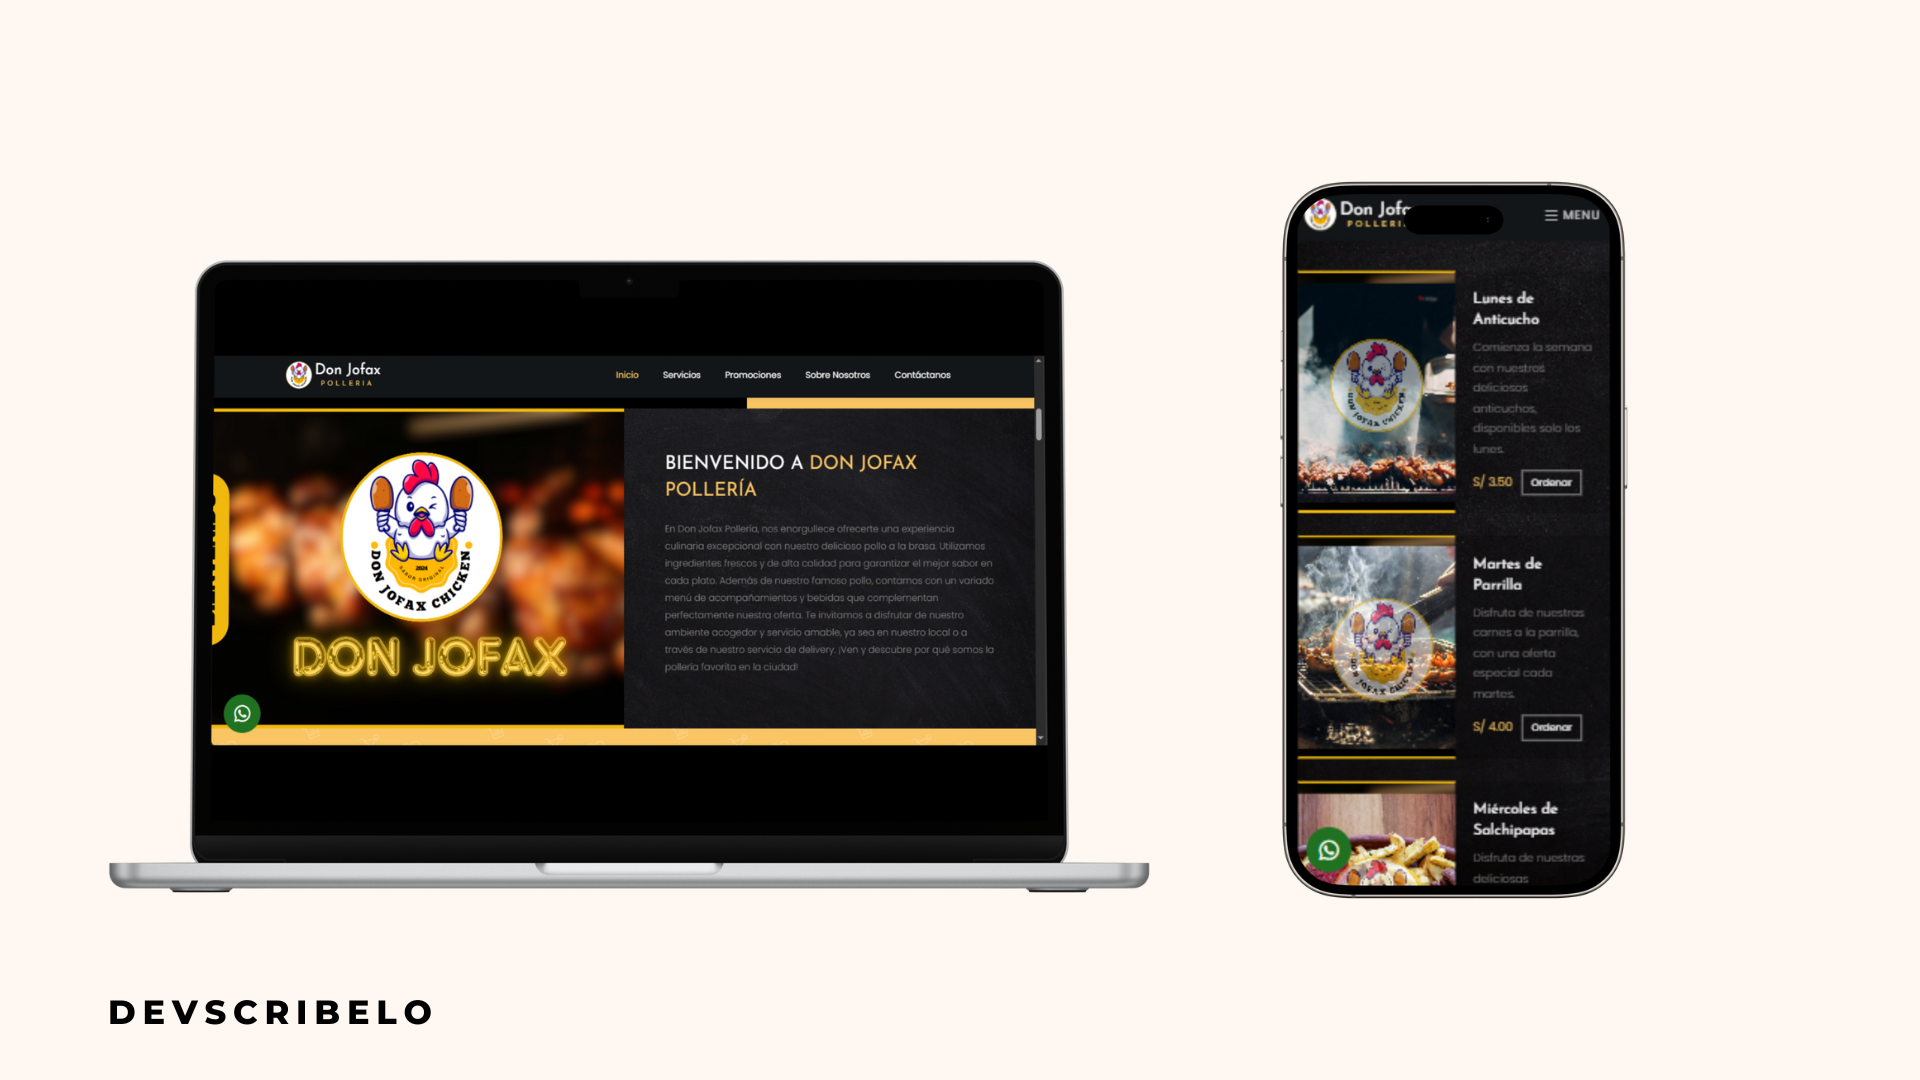 Don Jofax
POLLERIA
Inicio
Servicios
Promociones
Sobre Nosotros
Contáctanos
DON JOFAX CHICKEN
2024
SABOR ORIGINAL
DON JOFAX
BIENVENIDO A DON JOFAX
POLLERÍA
En Don Jofax Pollería, nos enorgullece ofrecerte una experiencia
culinaria excepcional con nuestro delicioso pollo a la brasa. Utilizamos
ingredientes frescos y de alta calidad para garantizar el mejor sabor en
cada plato. Además de nuestro famoso pollo, contamos con un variado
menú de acompañamientos y bebidas que complementan
perfectamente nuestra oferta. Te invitamos a disfrutar de nuestro
ambiente acogedor y servicio amable, ya sea en nuestro local o a
través de nuestro servicio de delivery. ¡Ven y descubre por qué somos la
pollería favorita en la ciudad!
Don Jofa
POLLERI
MENU
DON JOFAX CHICKEN
Lunes de
Anticucho
Comienza la semana
con nuestros
deliciosos
anticuchos,
disponibles solo los
lunes.
S/ 3.50
Ordenar
DON JOFAX CHICKEN
Martes de
Parrilla
Disfruta de nuestras
carnes a la parrilla,
con una oferta
especial cada
martes.
S/ 4.00
Ordenar
Miércoles de
Salchipapas
Disfruta de nuestras
deliciosas
DEVSCRIBELO